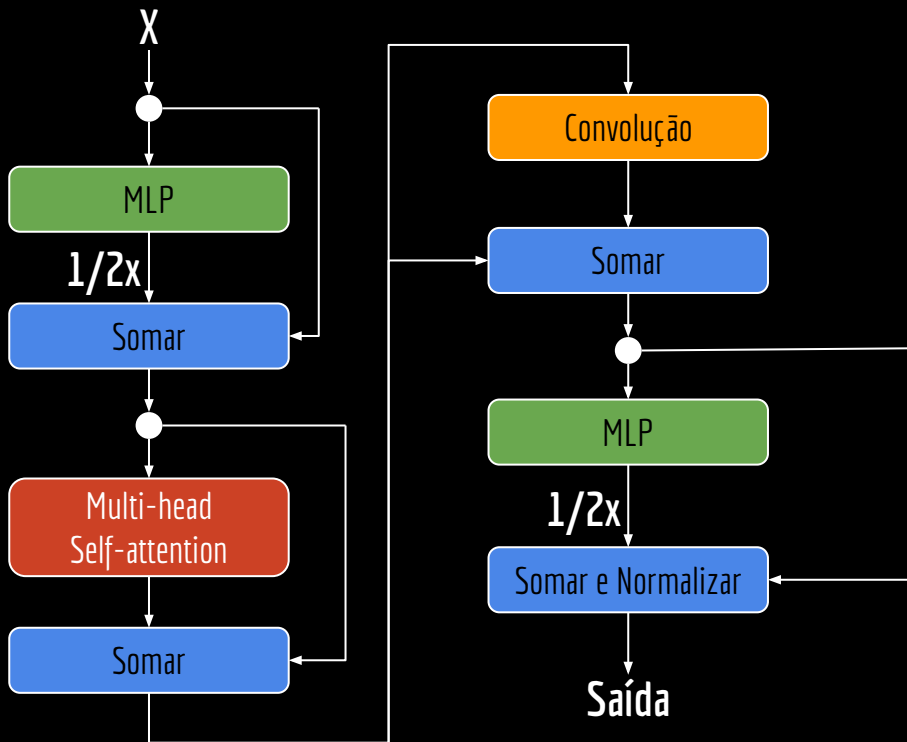 X
MLP
1/2x
Somar
Multi-head
Self-attention
Somar
Convolução
Somar
MLP
1/2x
Somar e Normalizar
Saída